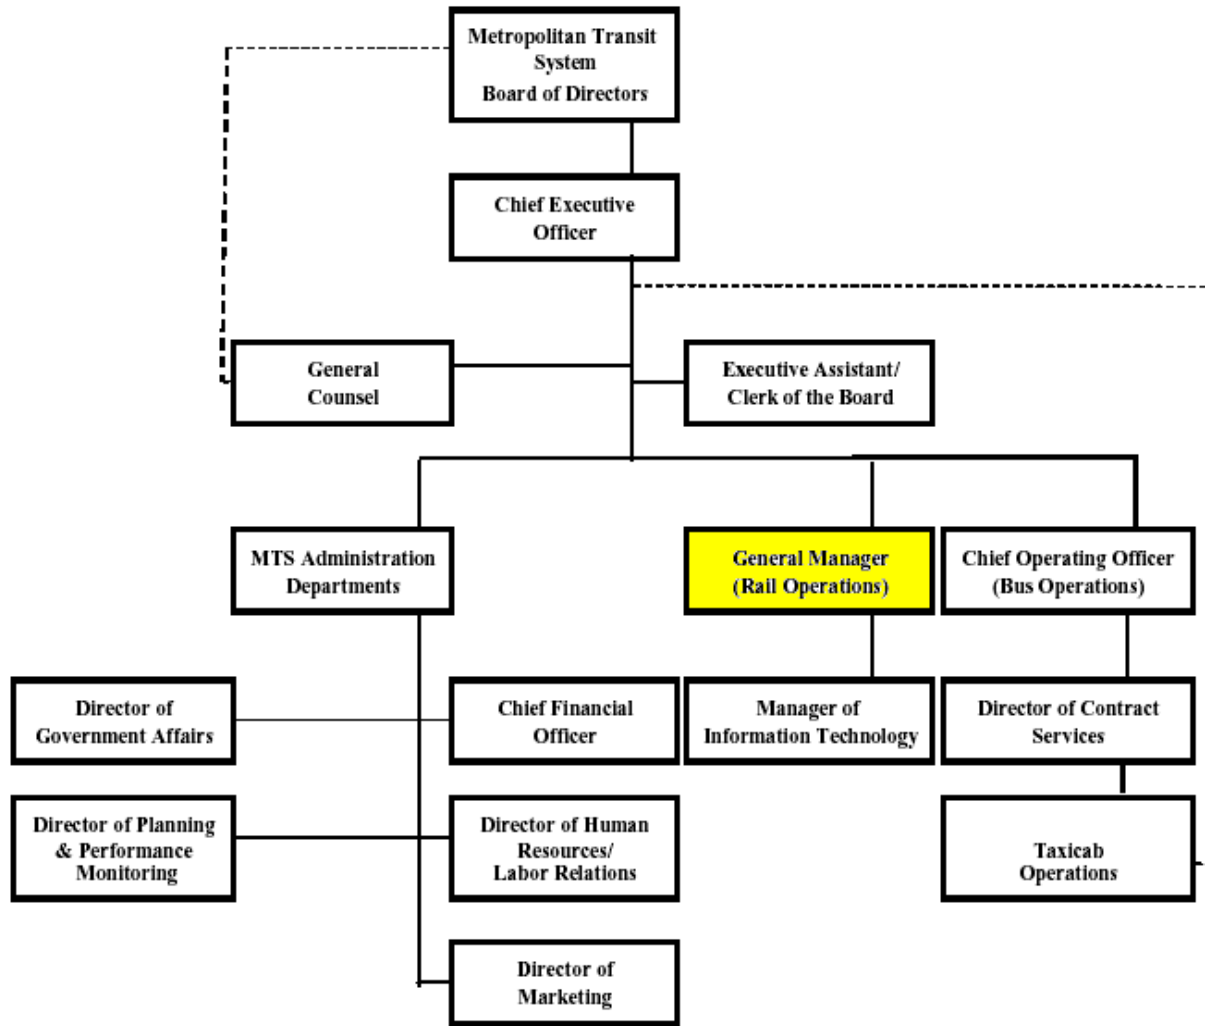 Metropolitan Transit
System
Board of Directors
Chief Executive
Officer
General
Counsel
Executive Assistant/
Clerk of the Board
MTS Administration
Departments
General Manager
(Rail Operations)
Chief Operating Officer
(Bus Operations)
Director of
Government Affairs
Chief Financial
Officer
Manager of
Information Technology
Director of Contract
Services
Director of Planning
& Performance
Monitoring
Director of Human
Resources/
Labor Relations
Taxicab
Operations
Director of
Marketing